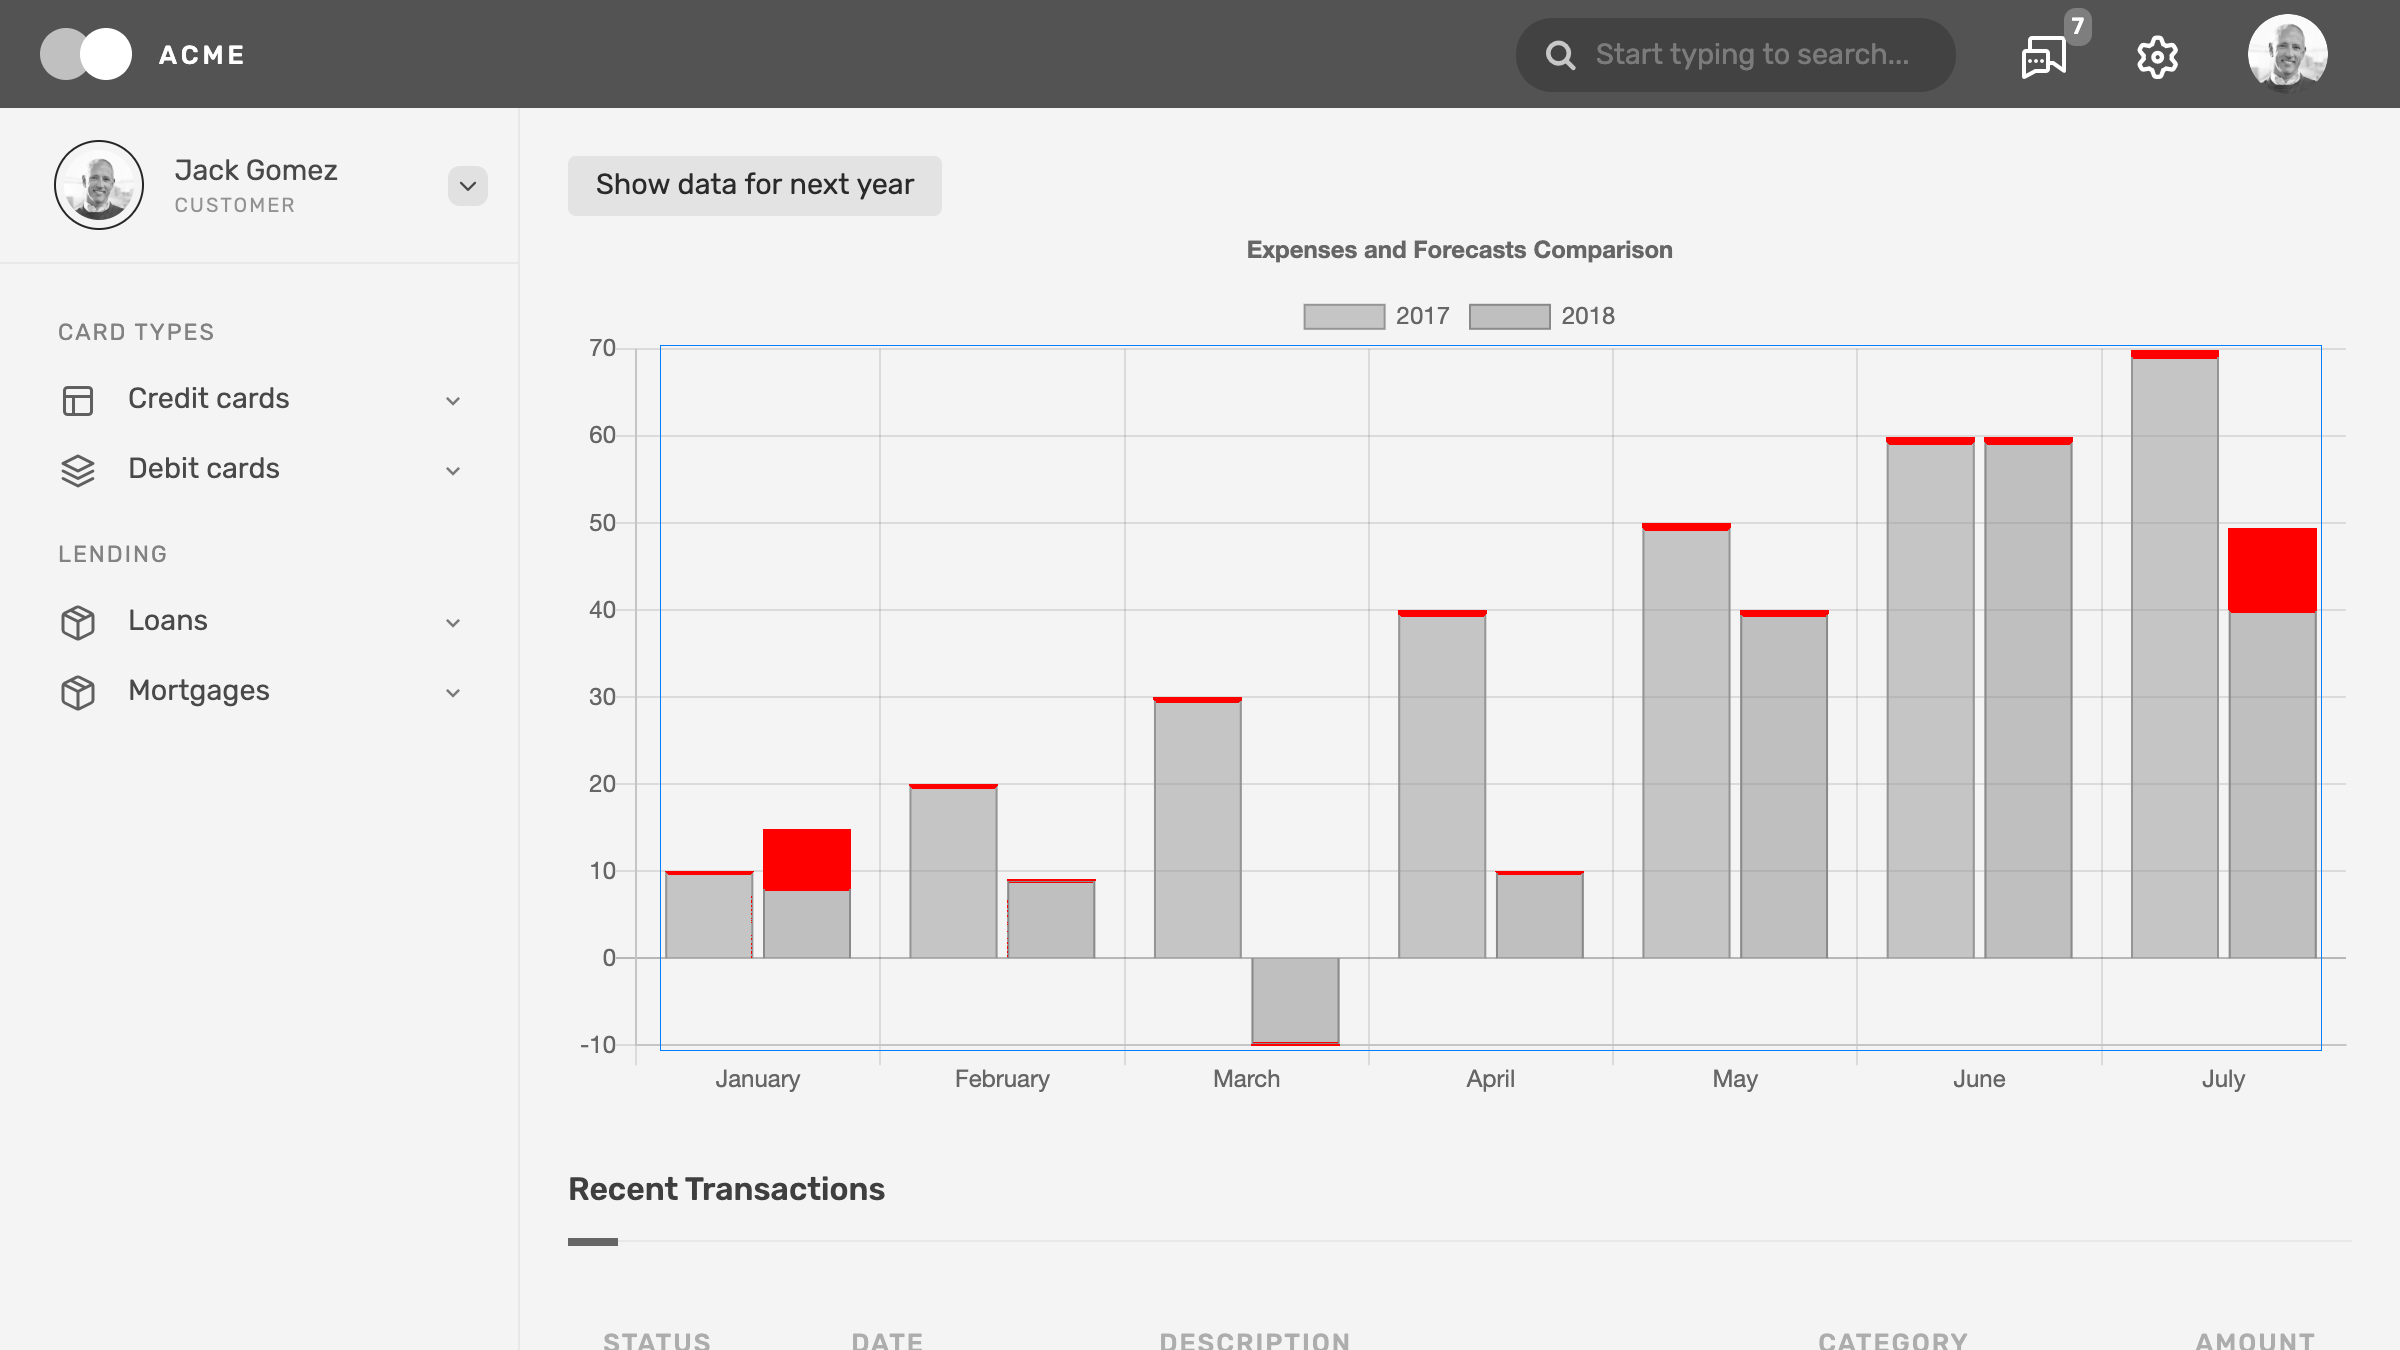 ACME
Start typing to search...
7
Jack Gomez
CUSTOMER
CARD TYPES
Credit cards
Debit cards
LENDING
Loans
Mortgages
Show data for next year
Expenses and Forecasts Comparison
2017 2018
70
60
50
40
30
20
10
0
-10
January February March April May June July
Recent Transactions
STATUS DATE DESCRIPTION CATEGORY AMOUNT